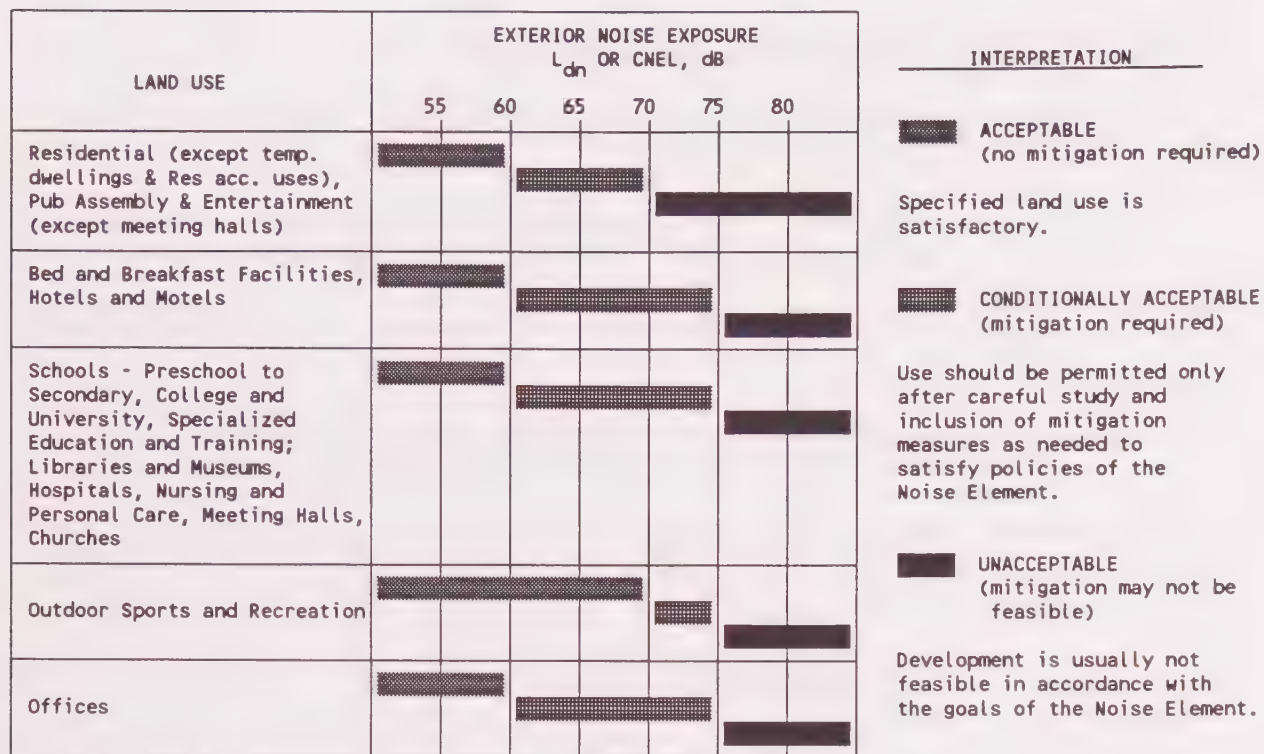 LAND USE
EXTERIOR NOISE EXPOSURE
Ldn OR CNEL, dB
55 60 65 70 75 80
Residential (except temp.
dwellings & Res acc. uses),
Pub Assembly & Entertainment
(except meeting halls)
Bed and Breakfast Facilities,
Hotels and Motels
Schools - Preschool to
Secondary, College and
University, Specialized
Education and Training;
Libraries and Museums,
Hospitals, Nursing and
Personal Care, Meeting Halls,
Churches
Outdoor Sports and Recreation
Offices
INTERPRETATION
ACCEPTABLE
(no mitigation required)
Specified land use is
satisfactory.
CONDITIONALLY ACCEPTABLE
(mitigation required)
Use should be permitted only
after careful study and
inclusion of mitigation
measures as needed to
satisfy policies of the
Noise Element.
UNACCEPTABLE
(mitigation may not be
feasible)
Development is usually not
feasible in accordance with
the goals of the Noise Element.